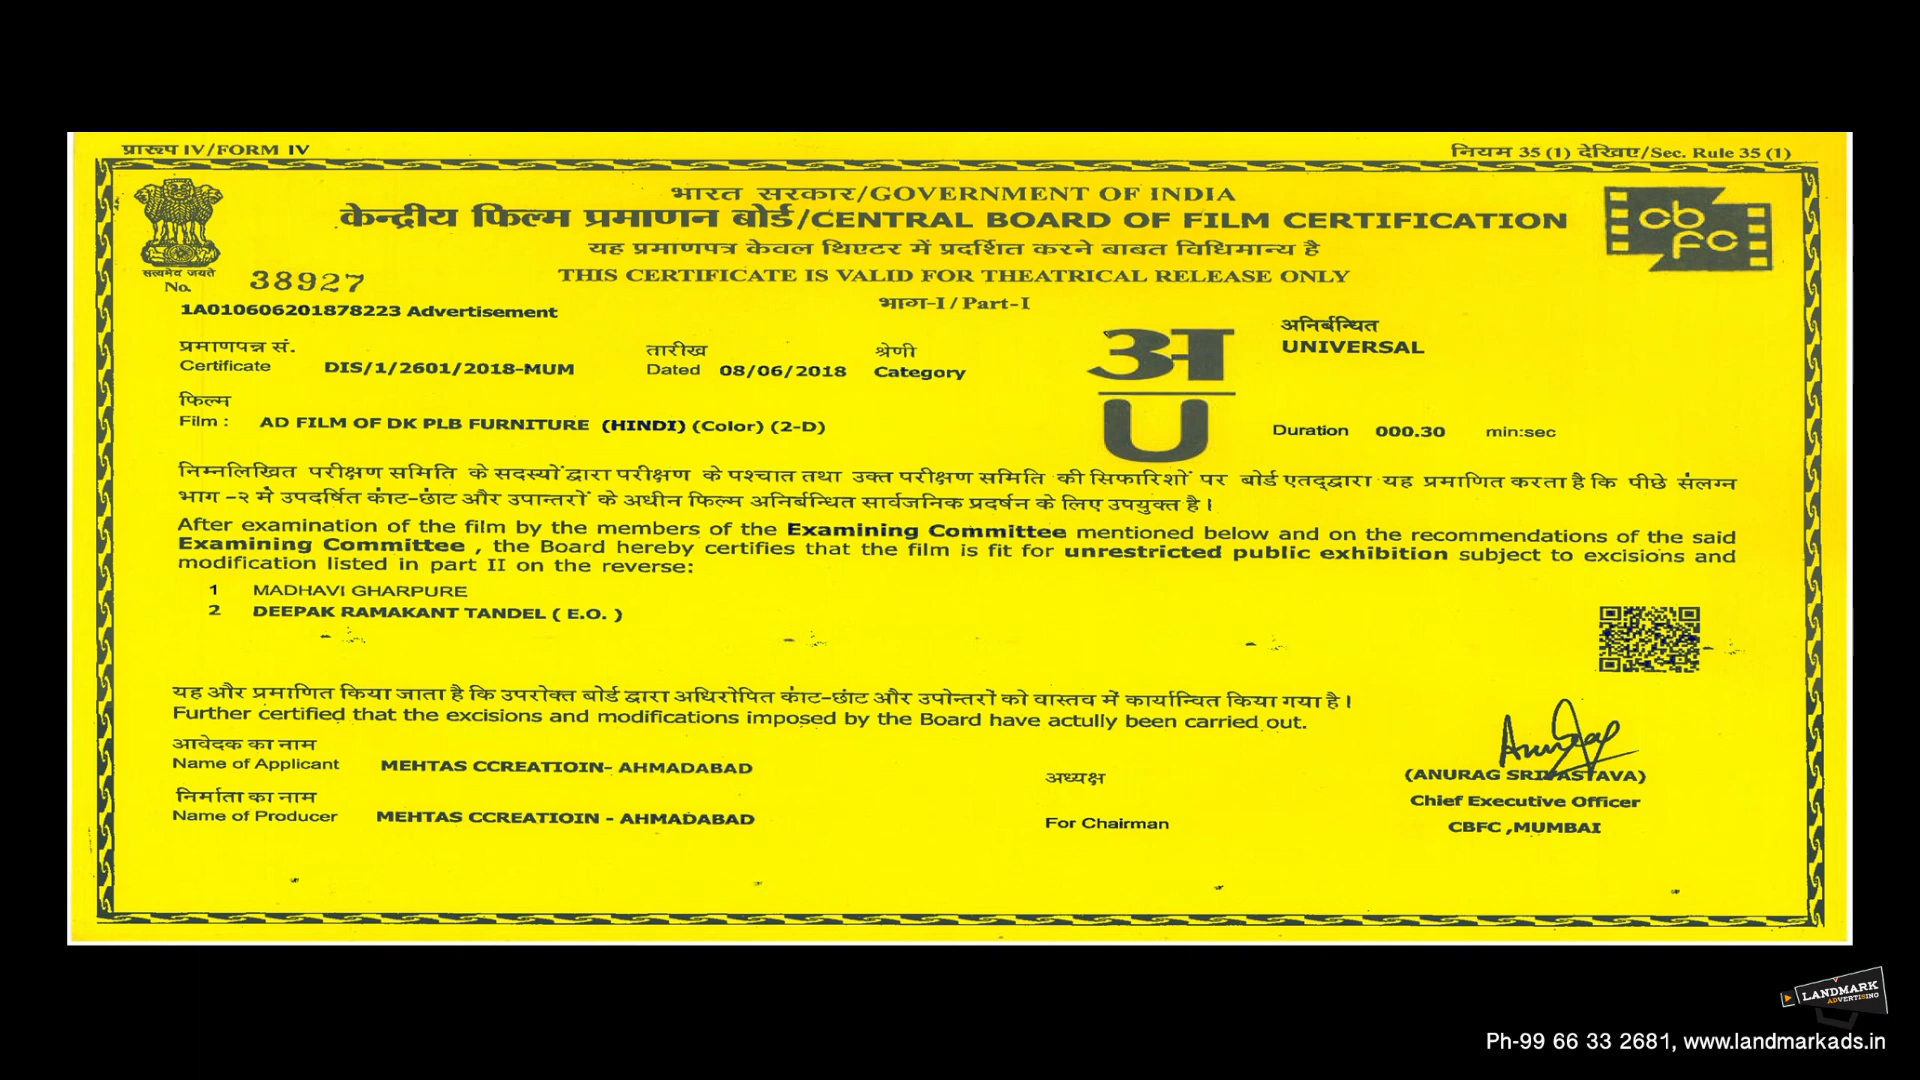 प्रारूप IV/FORM IV
नियम 35 (1) देखिए/Sec. Rule 35 (1)
भारत सरकार/GOVERNMENT OF INDIA
केन्द्रीय फिल्म प्रमाणन बोर्ड/CENTRAL BOARD OF FILM CERTIFICATION
cbfc
यह प्रमाणपत्र केवल थिएटर में प्रदर्शित करने बाबत विधिमान्य है
सत्यमेव जयते
THIS CERTIFICATE IS VALID FOR THEATRICAL RELEASE ONLY
No. 38927
भाग-I / Part-I
1A010606201878223 Advertisement
अ
U
अनिर्बन्धित
UNIVERSAL
प्रमाणपत्र सं. तारीख श्रेणी
Certificate DIS/1/2601/2018-MUM Dated 08/06/2018 Category
फिल्म
Film : AD FILM OF DK PLB FURNITURE (HINDI) (Color) (2-D)
Duration 000.30 min:sec
निम्नलिखित परीक्षण समिति के सदस्यों द्वारा परीक्षण के पश्चात तथा उक्त परीक्षण समिति की सिफारिशों पर बोर्ड एतद्द्वारा यह प्रमाणित करता है कि पीछे संलग्न
भाग -२ में उपदर्षित कांट-छांट और उपान्तरों के अधीन फिल्म अनिर्बन्धित सार्वजनिक प्रदर्षन के लिए उपयुक्त है।
After examination of the film by the members of the Examining Committee mentioned below and on the recommendations of the said
Examining Committee , the Board hereby certifies that the film is fit for unrestricted public exhibition subject to excisions and
modification listed in part II on the reverse:
1 MADHAVI GHARPURE
2 DEEPAK RAMAKANT TANDEL ( E.O. )
यह और प्रमाणित किया जाता है कि उपरोक्त बोर्ड द्वारा अधिरोपित कांट-छांट और उपोन्तरों को वास्तव में कार्यान्वित किया गया है।
Further certified that the excisions and modifications imposed by the Board have actully been carried out.
आवेदक का नाम
Name of Applicant MEHTAS CCREATIOIN- AHMADABAD
निर्माता का नाम
Name of Producer MEHTAS CCREATIOIN - AHMADABAD
अध्यक्ष
For Chairman
(ANURAG SRIVASTAVA)
Chief Executive Officer
CBFC ,MUMBAI
LANDMARK
ADVERTISING
Ph-99 66 33 2681, www.landmarkads.in